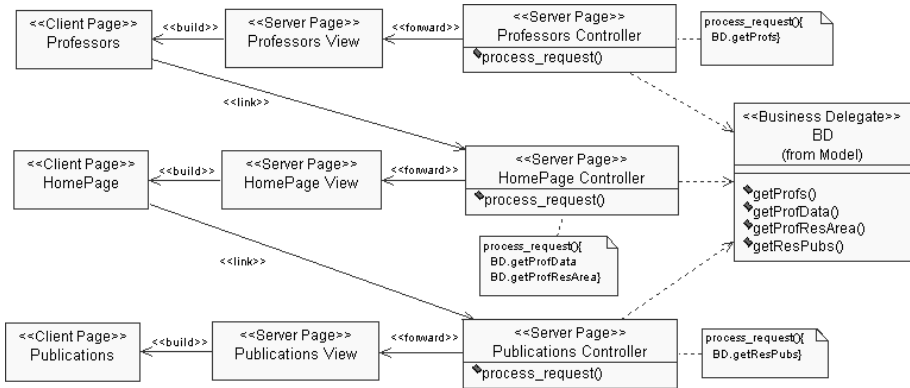 <<Client Page>>
Professors
<<build>>
<<Server Page>>
Professors View
<<forward>>
<<Server Page>>
Professors Controller
process_request()
process_request(){
BD.getProfs}
<<link>>
<<Business Delegate>>
BD
(from Model)
getProfs()
getProfData()
getProfResArea()
getResPubs()
<<Client Page>>
HomePage
<<build>>
<<Server Page>>
HomePage View
<<forward>>
<<Server Page>>
HomePage Controller
process_request()
process_request(){
BD.getProfData
BD.getProfResArea}
<<link>>
<<Client Page>>
Publications
<<build>>
<<Server Page>>
Publications View
<<forward>>
<<Server Page>>
Publications Controller
process_request()
process_request(){
BD.getResPubs}